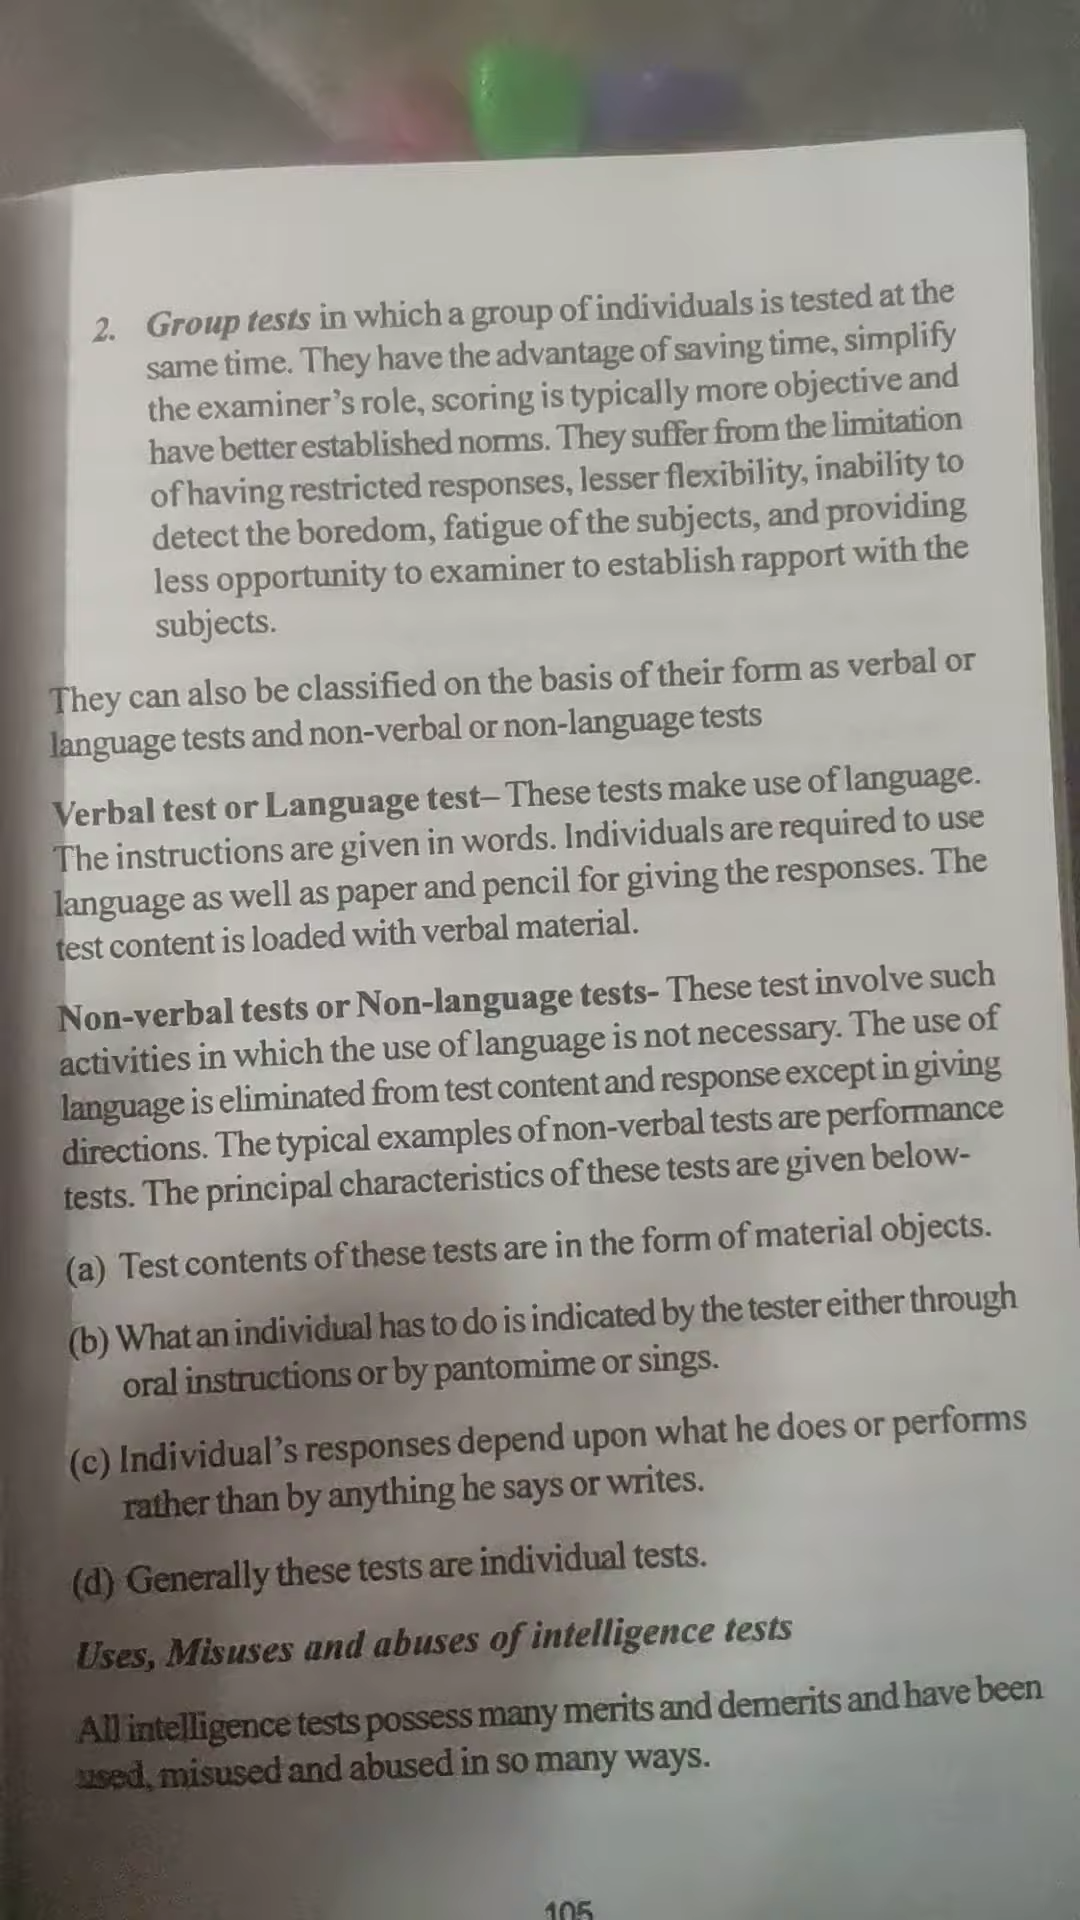 2. Group tests in which a group of individuals is tested at the
same time. They have the advantage of saving time, simplify
the examiner's role, scoring is typically more objective and
have better established norms. They suffer from the limitation
of having restricted responses, lesser flexibility, inability to
detect the boredom, fatigue of the subjects, and providing
less opportunity to examiner to establish rapport with the
subjects.
They can also be classified on the basis of their form as verbal or
language tests and non-verbal or non-language tests
Verbal test or Language test– These tests make use of language.
The instructions are given in words. Individuals are required to use
language as well as paper and pencil for giving the responses. The
test content is loaded with verbal material.
Non-verbal tests or Non-language tests- These test involve such
activities in which the use of language is not necessary. The use of
language is eliminated from test content and response except in giving
directions. The typical examples of non-verbal tests are performance
tests. The principal characteristics of these tests are given below-
(a) Test contents of these tests are in the form of material objects.
(b) What an individual has to do is indicated by the tester either through
oral instructions or by pantomime or sings.
(c) Individual's responses depend upon what he does or performs
rather than by anything he says or writes.
(d) Generally these tests are individual tests.
Uses, Misuses and abuses of intelligence tests
All intelligence tests possess many merits and demerits and have been
used, misused and abused in so many ways.
105